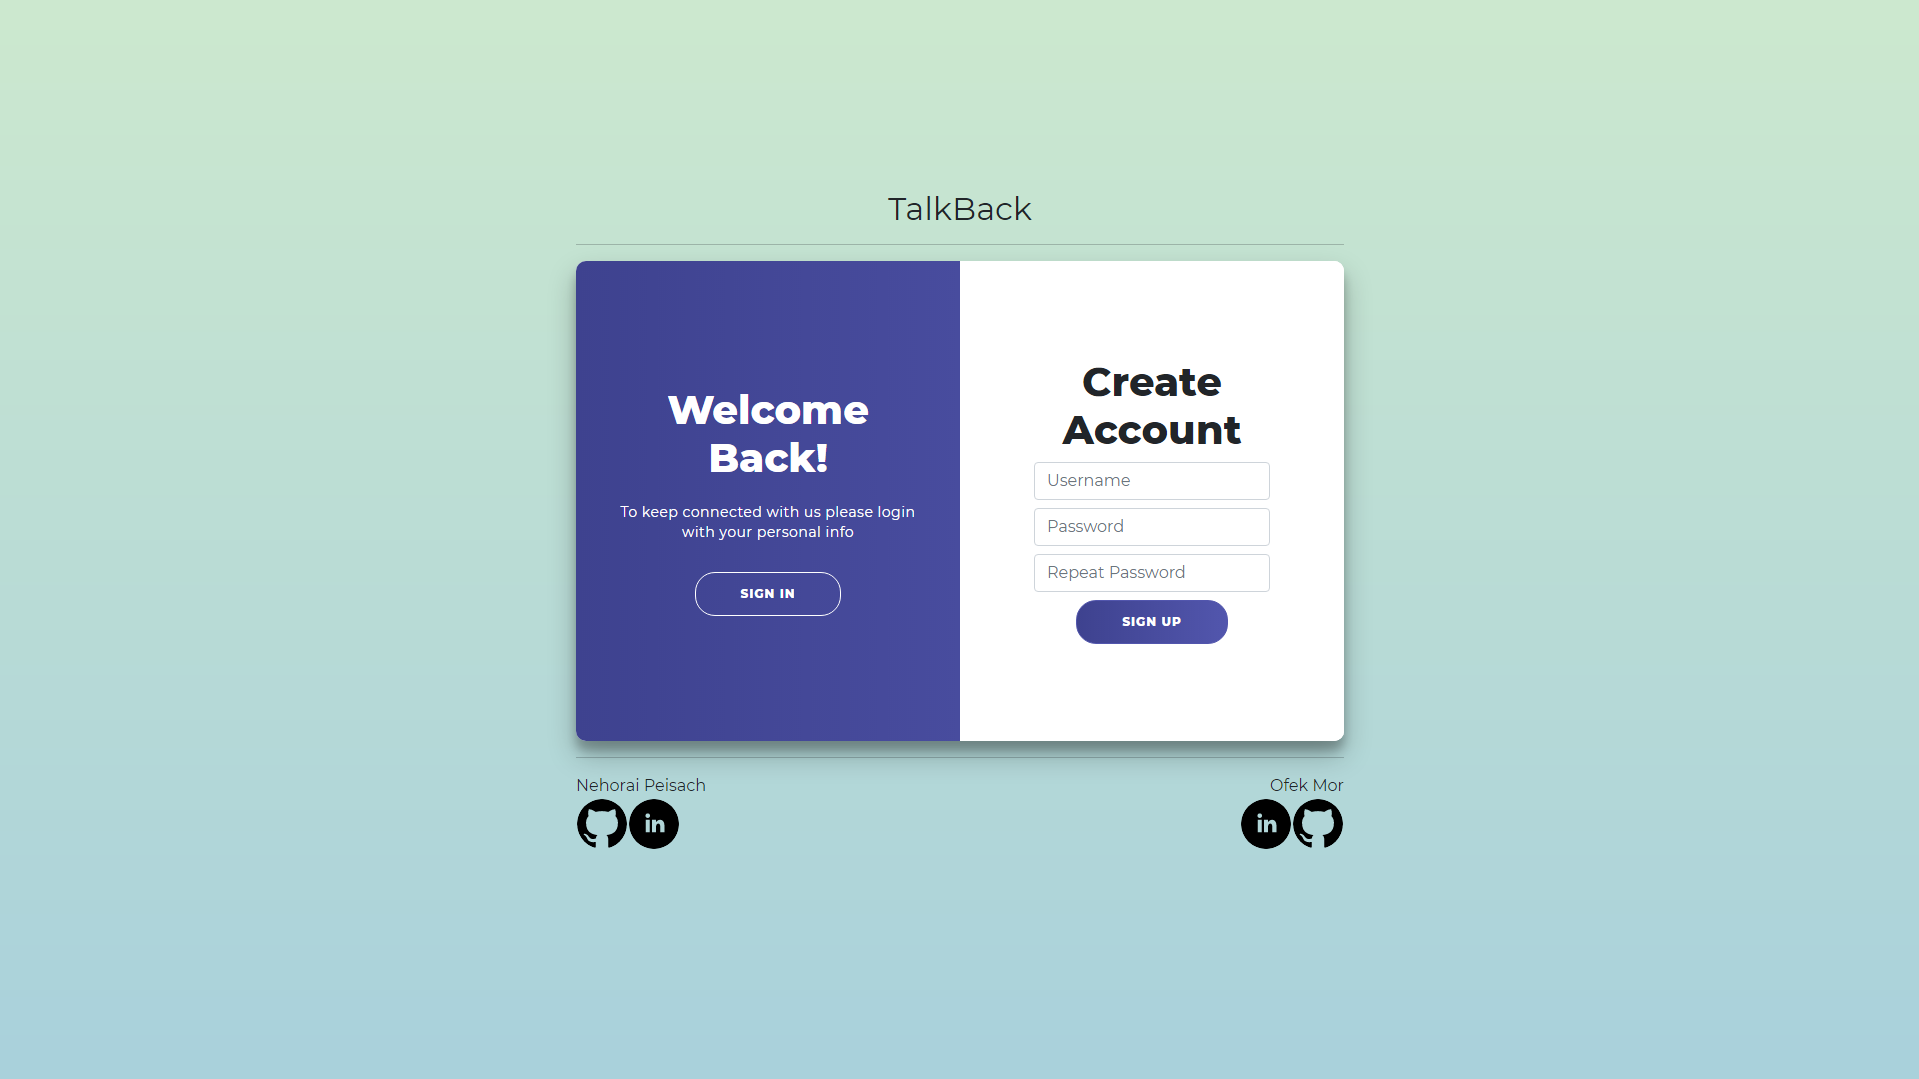 TalkBack
Welcome
Back!
To keep connected with us please login
with your personal info
SIGN IN
Create
Account
Username
Password
Repeat Password
SIGN UP
Nehorai Peisach
Ofek Mor
in
in